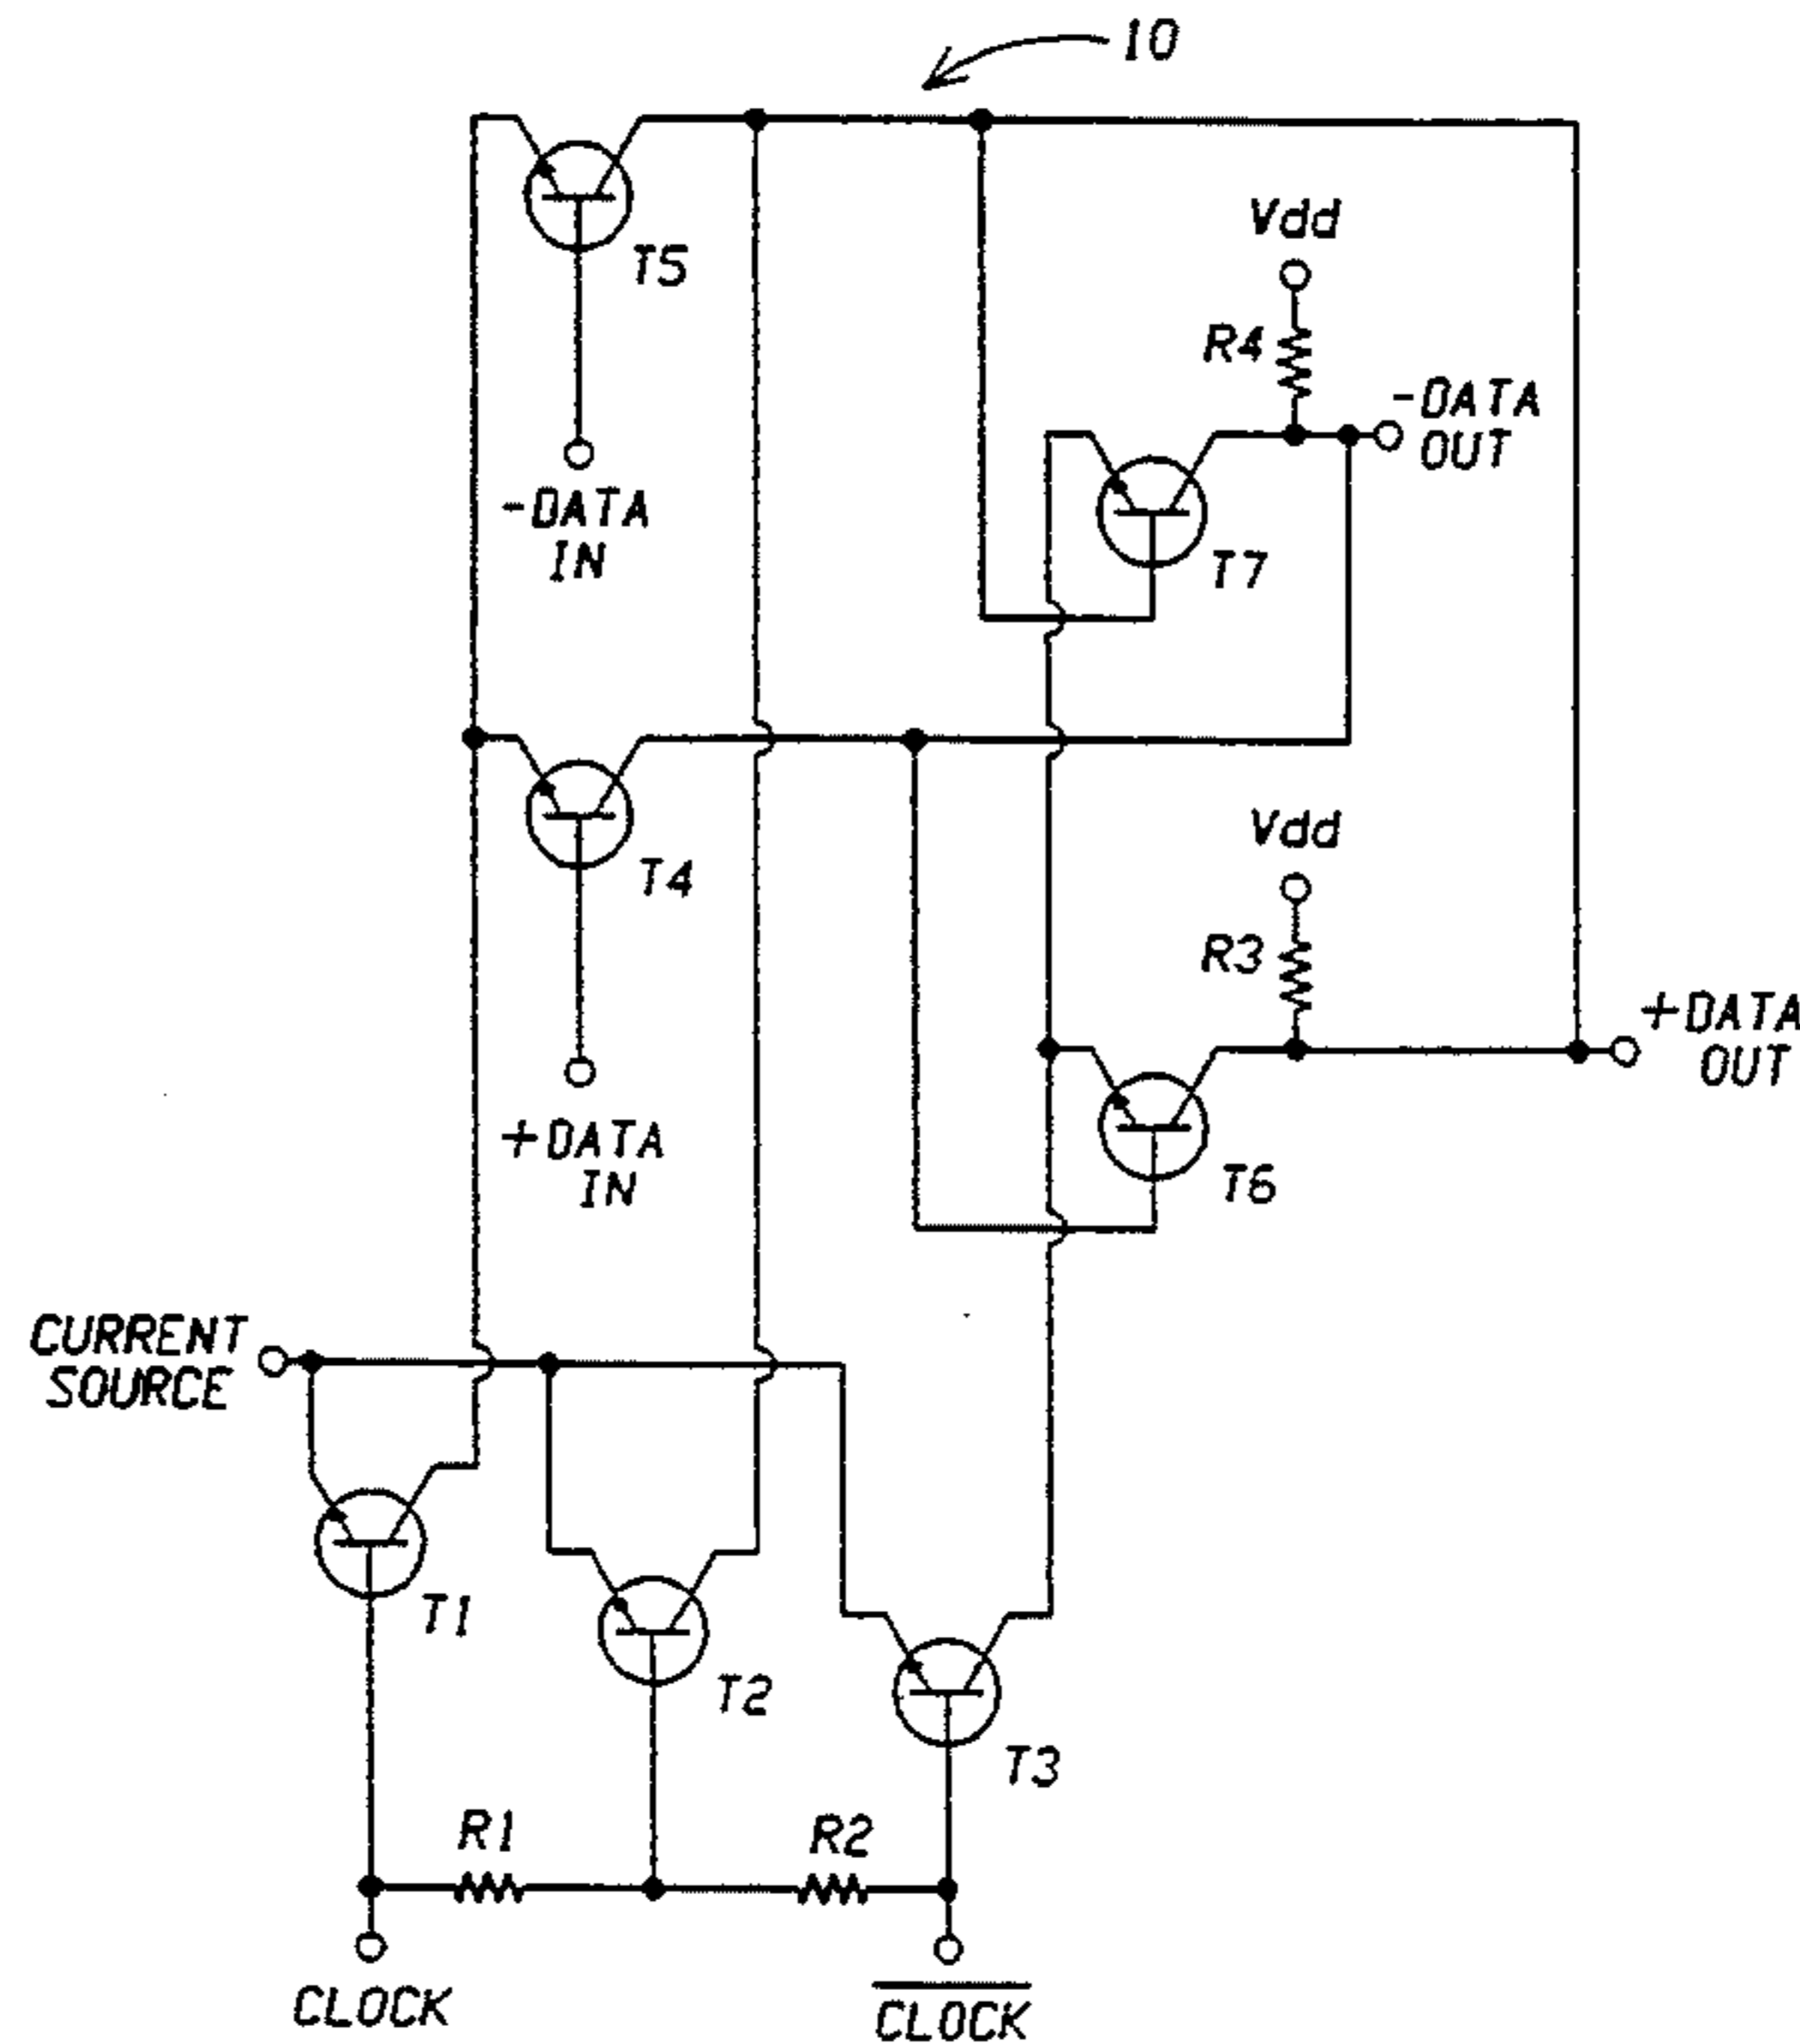 10
T5
Vdd
R4
-DATA
OUT
-DATA
IN
T7
Vdd
T4
R3
+DATA
OUT
+DATA
IN
T6
CURRENT
SOURCE
T1
T2
T3
R1
R2
CLOCK
CLOCK